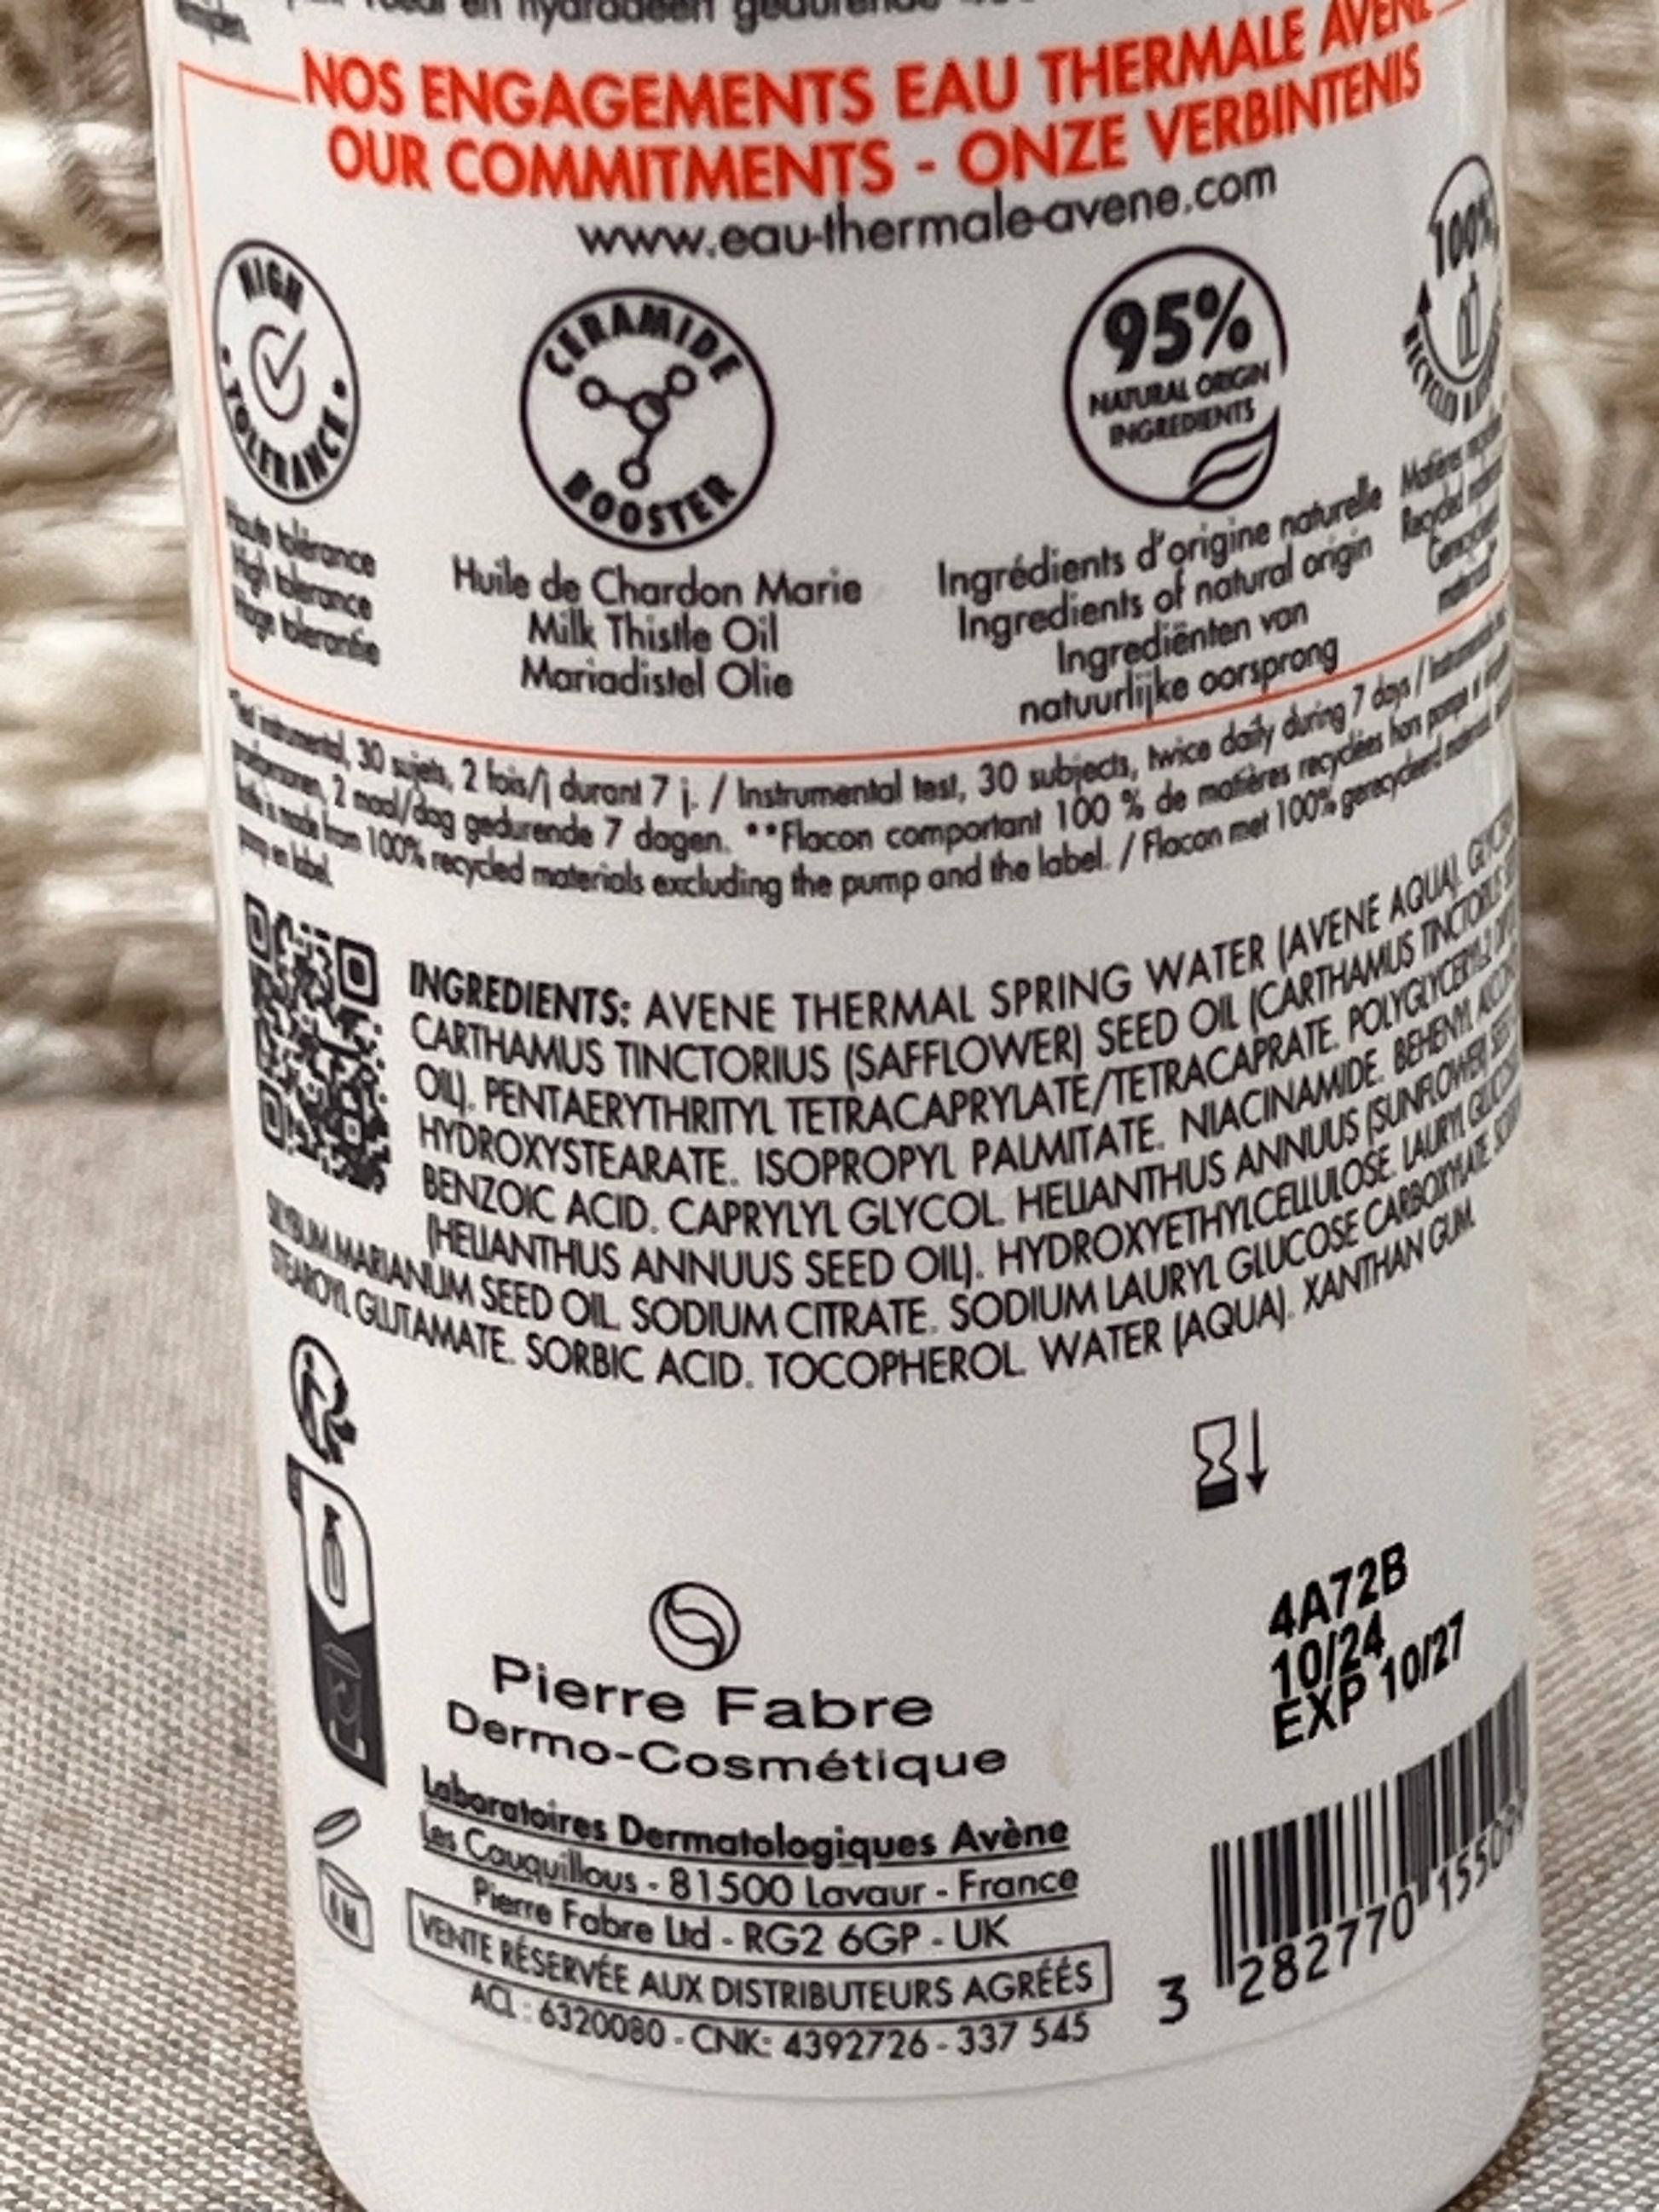 en hydradeert gedurende
NOS ENGAGEMENTS EAU THERMALE AVÈNE
OUR COMMITMENTS - ONZE VERBINTENIS
www.eau-thermale-avene.com
HIGH
TOLERANCE
Haute tolérance
High tolerance
Hoge tolerantie
CERAMIDE
BOOSTER
Huile de Chardon Marie
Milk Thistle Oil
Mariadistel Olie
95%
NATURAL ORIGIN
INGREDIENTS
Ingrédients d'origine naturelle
Ingredients of natural origin
Ingrediënten van
natuurlijke oorsprong
100%
RECYCLED
Matières
Recycled
*Test instrumental, 30 sujets, 2 fois/j durant 7 j. / Instrumental test, 30 subjects, twice daily during 7 days /
2 maal/dag gedurende 7 dagen. **Flacon comportant 100 % de matières recyclées hors pompe
is made from 100% recycled materials excluding the pump and the label. / Flacon met 100% gerecycleerd
pomp en label.
INGREDIENTS: AVENE THERMAL SPRING WATER (AVENE AQUA).
CARTHAMUS TINCTORIUS (SAFFLOWER) SEED OIL (CARTHAMUS TINCTORIUS
OIL). PENTAERYTHRITYL TETRACAPRYLATE/TETRACAPRATE. POLYGLYCERYL-2
HYDROXYSTEARATE. ISOPROPYL PALMITATE. NIACINAMIDE. BEHENYL
BENZOIC ACID. CAPRYLYL GLYCOL. HELIANTHUS ANNUUS (SUNFLOWER)
(HELIANTHUS ANNUUS SEED OIL). HYDROXYETHYLCELLULOSE. LAURYL
SILYBUM MARIANUM SEED OIL. SODIUM CITRATE. SODIUM LAURYL GLUCOSE CARBOXYLATE.
STEAROYL GLUTAMATE. SORBIC ACID. TOCOPHEROL. WATER (AQUA). XANTHAN GUM.
4A72B
10/24
EXP 10/27
Pierre Fabre
Dermo-Cosmétique
Laboratoires Dermatologiques Avène
Les Cauquillous - 81500 Lavaur - France
Pierre Fabre Ltd - RG2 6GP - UK
VENTE RÉSERVÉE AUX DISTRIBUTEURS AGRÉÉS
ACL : 6320080 - CNK: 4392726 - 337 545
6 M
3 282770 1550